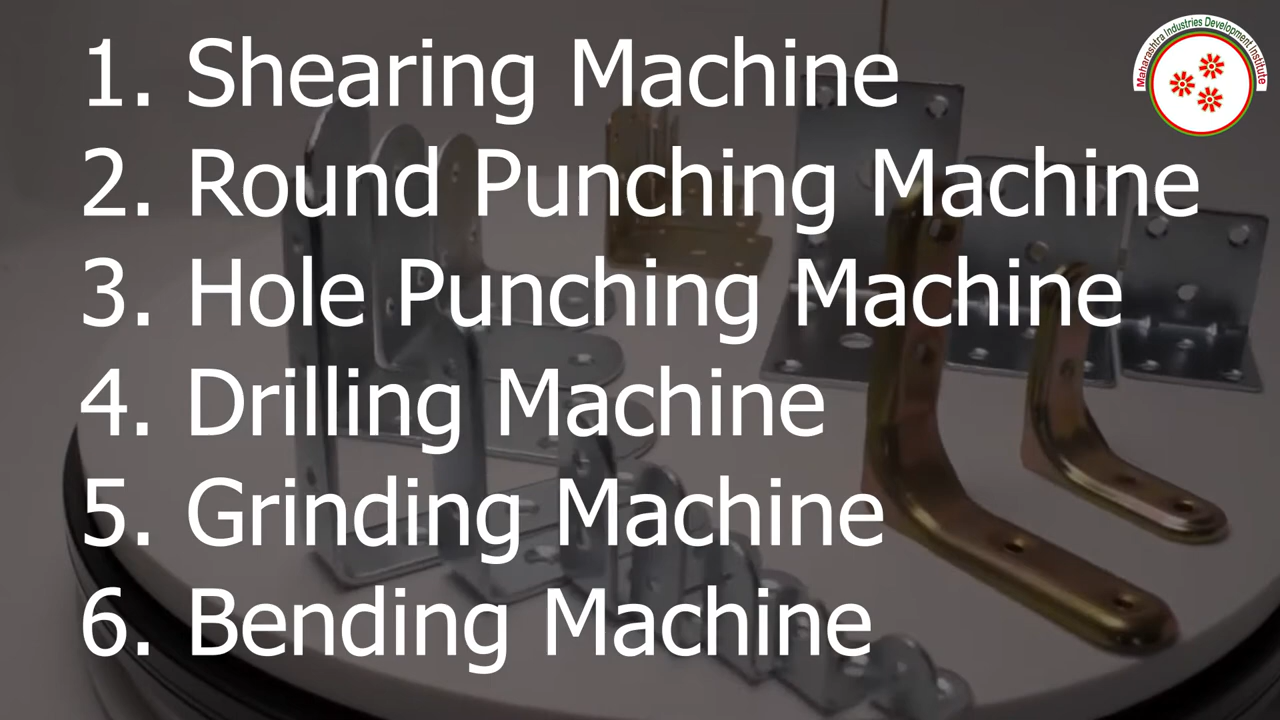 Maharashtra Industries Development Institute
1. Shearing Machine
2. Round Punching Machine
3. Hole Punching Machine
4. Drilling Machine
5. Grinding Machine
6. Bending Machine